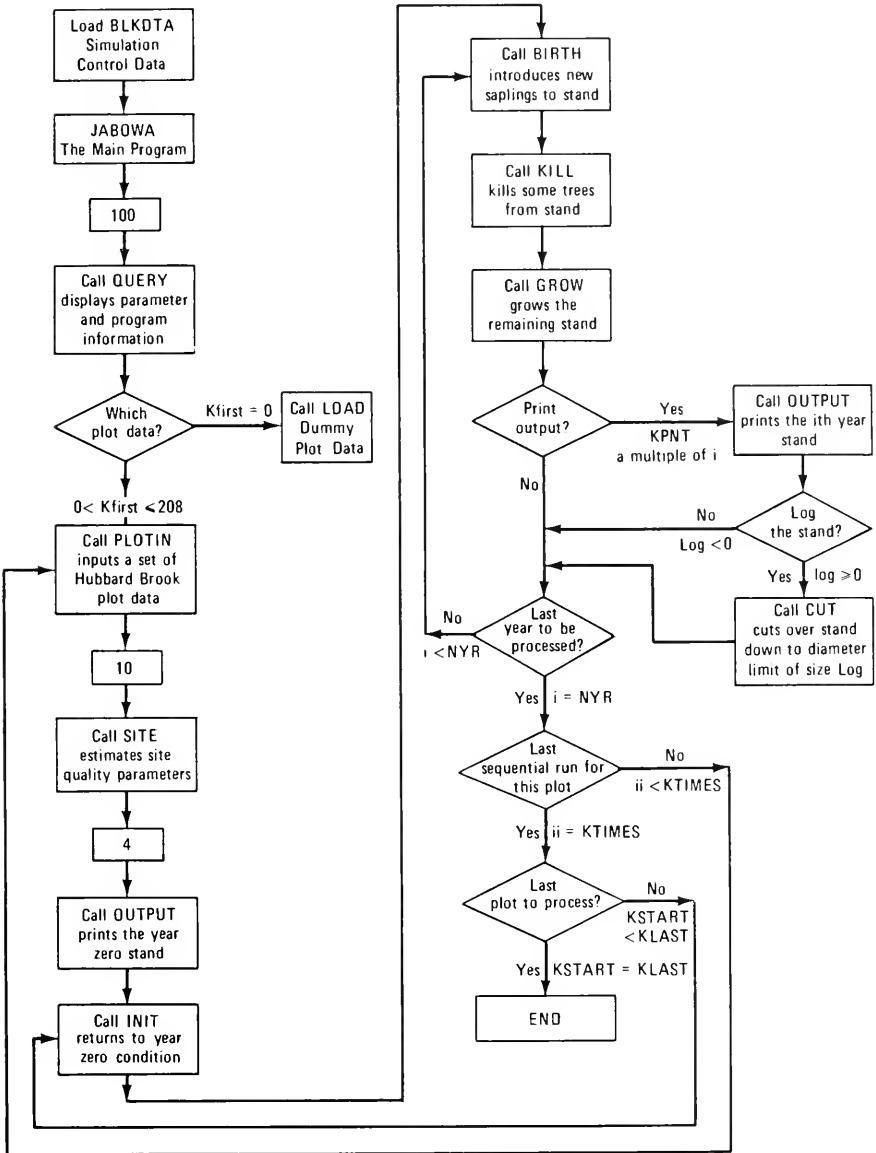 Load BLKDTA
Simulation
Control Data
JABOWA
The Main Program
100
Call QUERY
displays parameter
and program
information
Which
plot data?
Kfirst = 0
Call LOAD
Dummy
Plot Data
0< Kfirst ⩽208
Call PLOTIN
inputs a set of
Hubbard Brook
plot data
10
Call SITE
estimates site
quality parameters
4
Call OUTPUT
prints the year
zero stand
Call INIT
returns to year
zero condition
Call BIRTH
introduces new
saplings to stand
Call KILL
kills some trees
from stand
Call GROW
grows the
remaining stand
Print
output?
Yes
KPNT
a multiple of i
Call OUTPUT
prints the ith year
stand
No
Log
the stand?
No
Log <0
Yes log ⩾0
Call CUT
cuts over stand
down to diameter
limit of size Log
Last
year to be
processed?
No
i <NYR
Yes i = NYR
Last
sequential run for
this plot
No
ii <KTIMES
Yes ii = KTIMES
Last
plot to process?
No
KSTART
<KLAST
Yes KSTART = KLAST
END